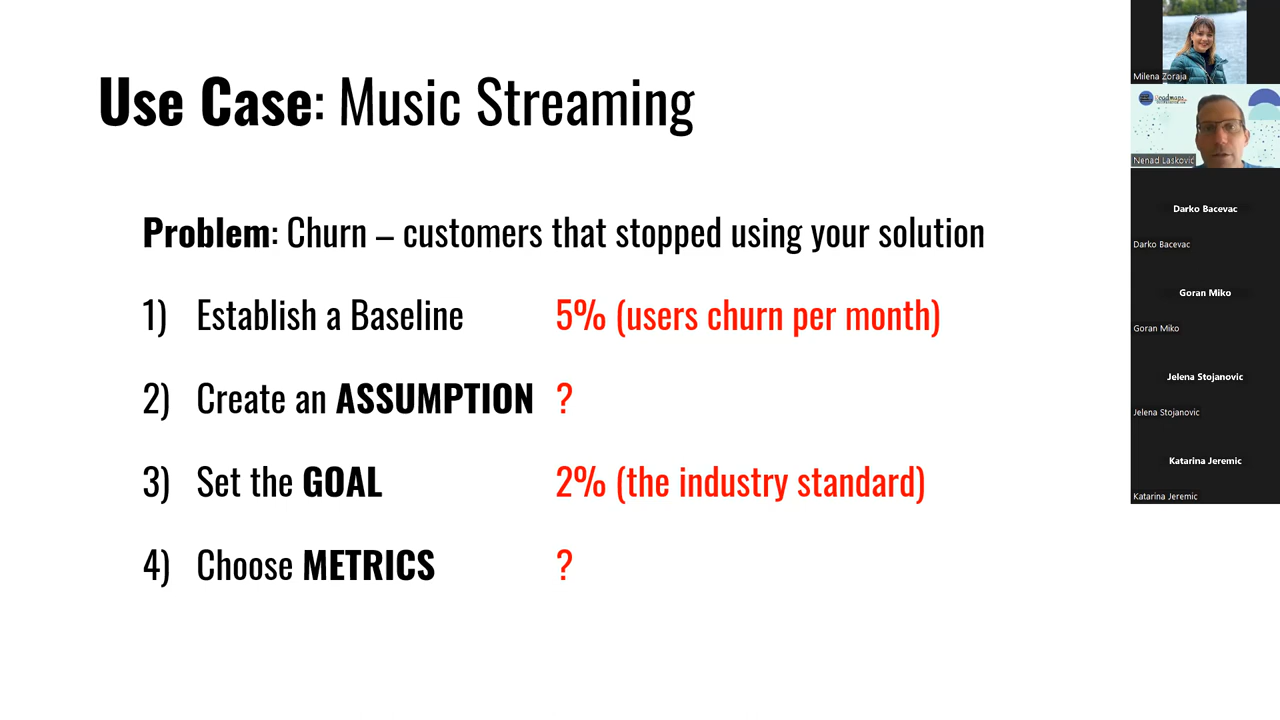 Use Case: Music Streaming
Problem: Churn – customers that stopped using your solution
1) Establish a Baseline 5% (users churn per month)
2) Create an ASSUMPTION ?
3) Set the GOAL 2% (the industry standard)
4) Choose METRICS ?
Milena Zoraja
Nenad Lasković
Darko Bacevac
Darko Bacevac
Goran Miko
Goran Miko
Jelena Stojanovic
Jelena Stojanovic
Katarina Jeremic
Katarina Jeremic